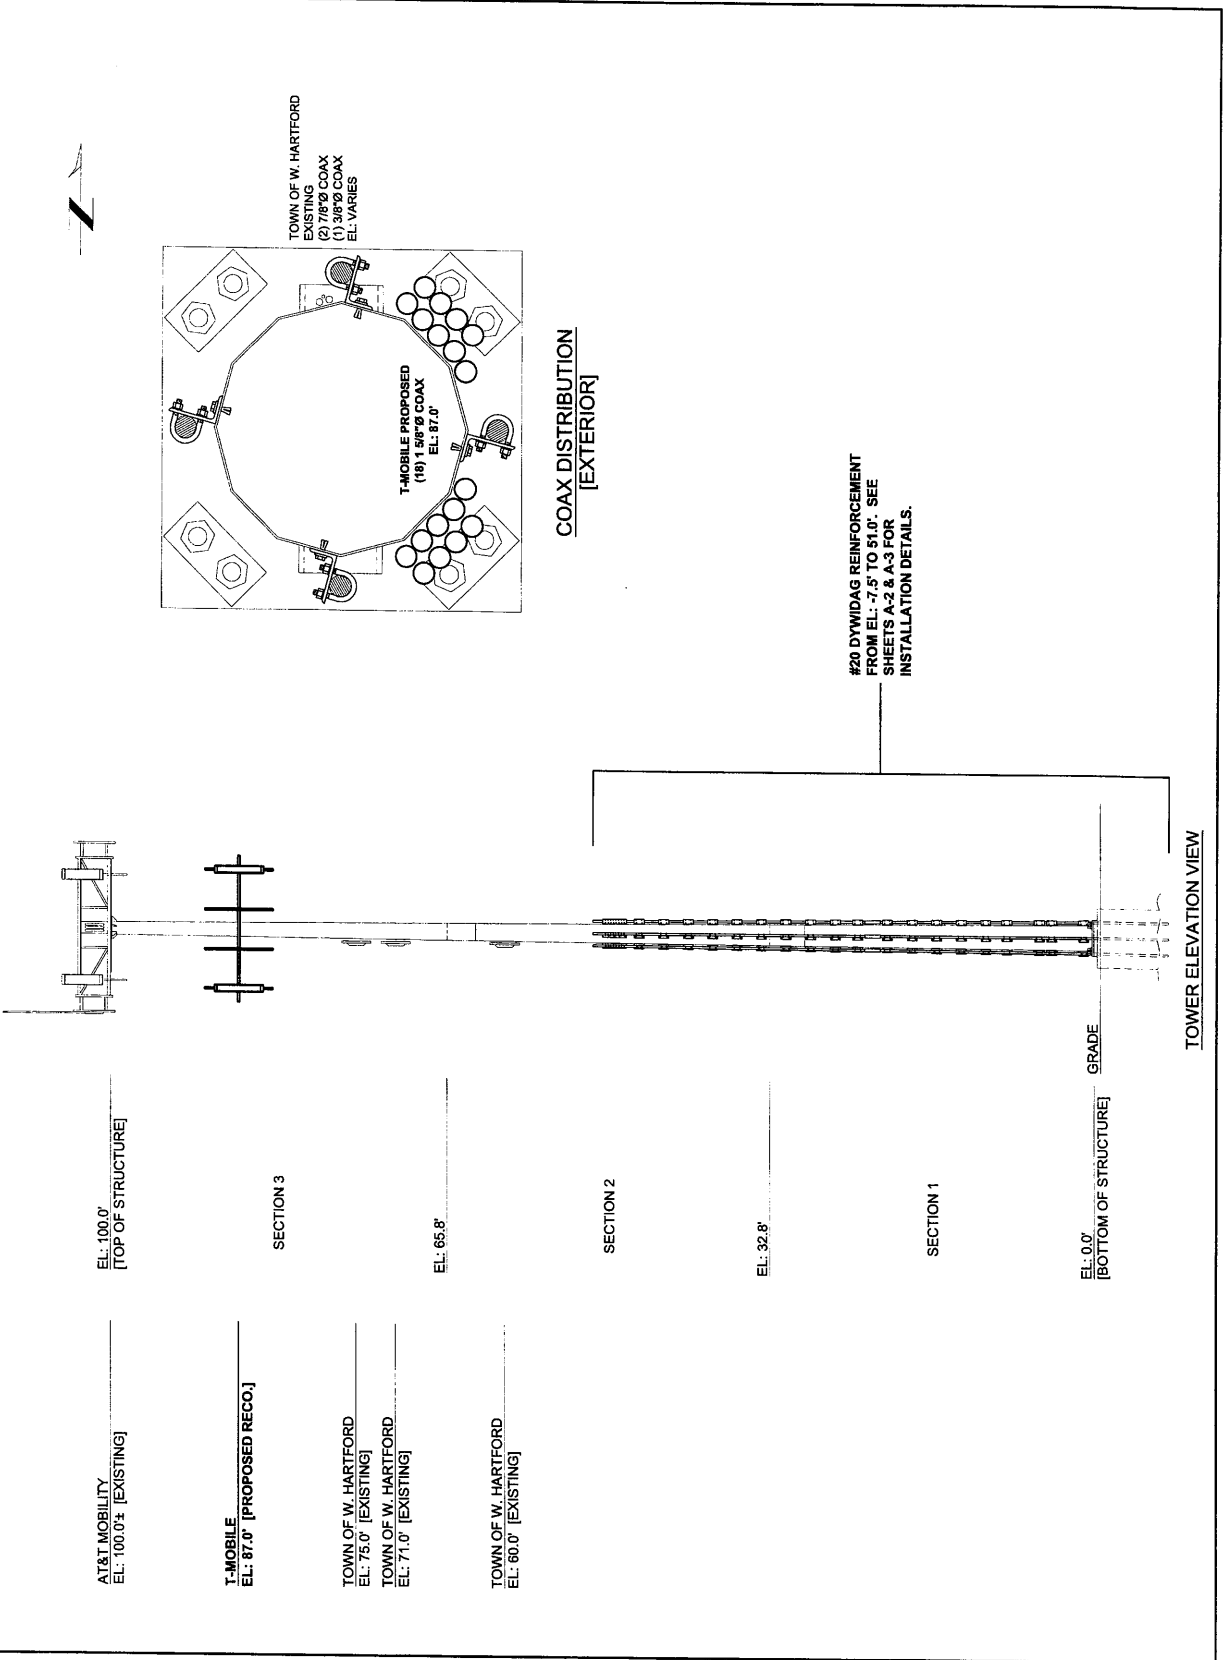 AT&T MOBILITY
EL: 100.0'± [EXISTING]
T-MOBILE
EL: 87.0' [PROPOSED RECO.]
TOWN OF W. HARTFORD
EL: 75.0' [EXISTING]
TOWN OF W. HARTFORD
EL: 71.0' [EXISTING]
TOWN OF W. HARTFORD
EL: 60.0' [EXISTING]
EL: 100.0'
[TOP OF STRUCTURE]
SECTION 3
EL: 65.8'
SECTION 2
EL: 32.8'
SECTION 1
EL: 0.0'
[BOTTOM OF STRUCTURE]
GRADE
TOWER ELEVATION VIEW
#20 DYWIDAG REINFORCEMENT
FROM EL: -7.5' TO 51.0'. SEE
SHEETS A-2 & A-3 FOR
INSTALLATION DETAILS.
TOWN OF W. HARTFORD
EXISTING
(2) 7/8"Ø COAX
(1) 3/8"Ø COAX
EL: VARIES
T-MOBILE PROPOSED
(18) 1 5/8"Ø COAX
EL: 87.0'
COAX DISTRIBUTION
[EXTERIOR]